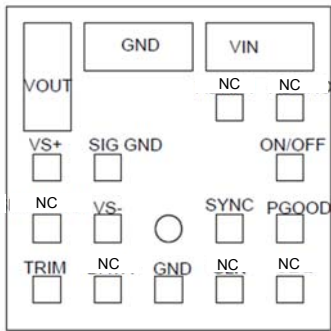 GND
VIN
VOUT
NC NC
VS+ SIG GND ON/OFF
NC VS- SYNC PGOOD
TRIM NC GND NC NC